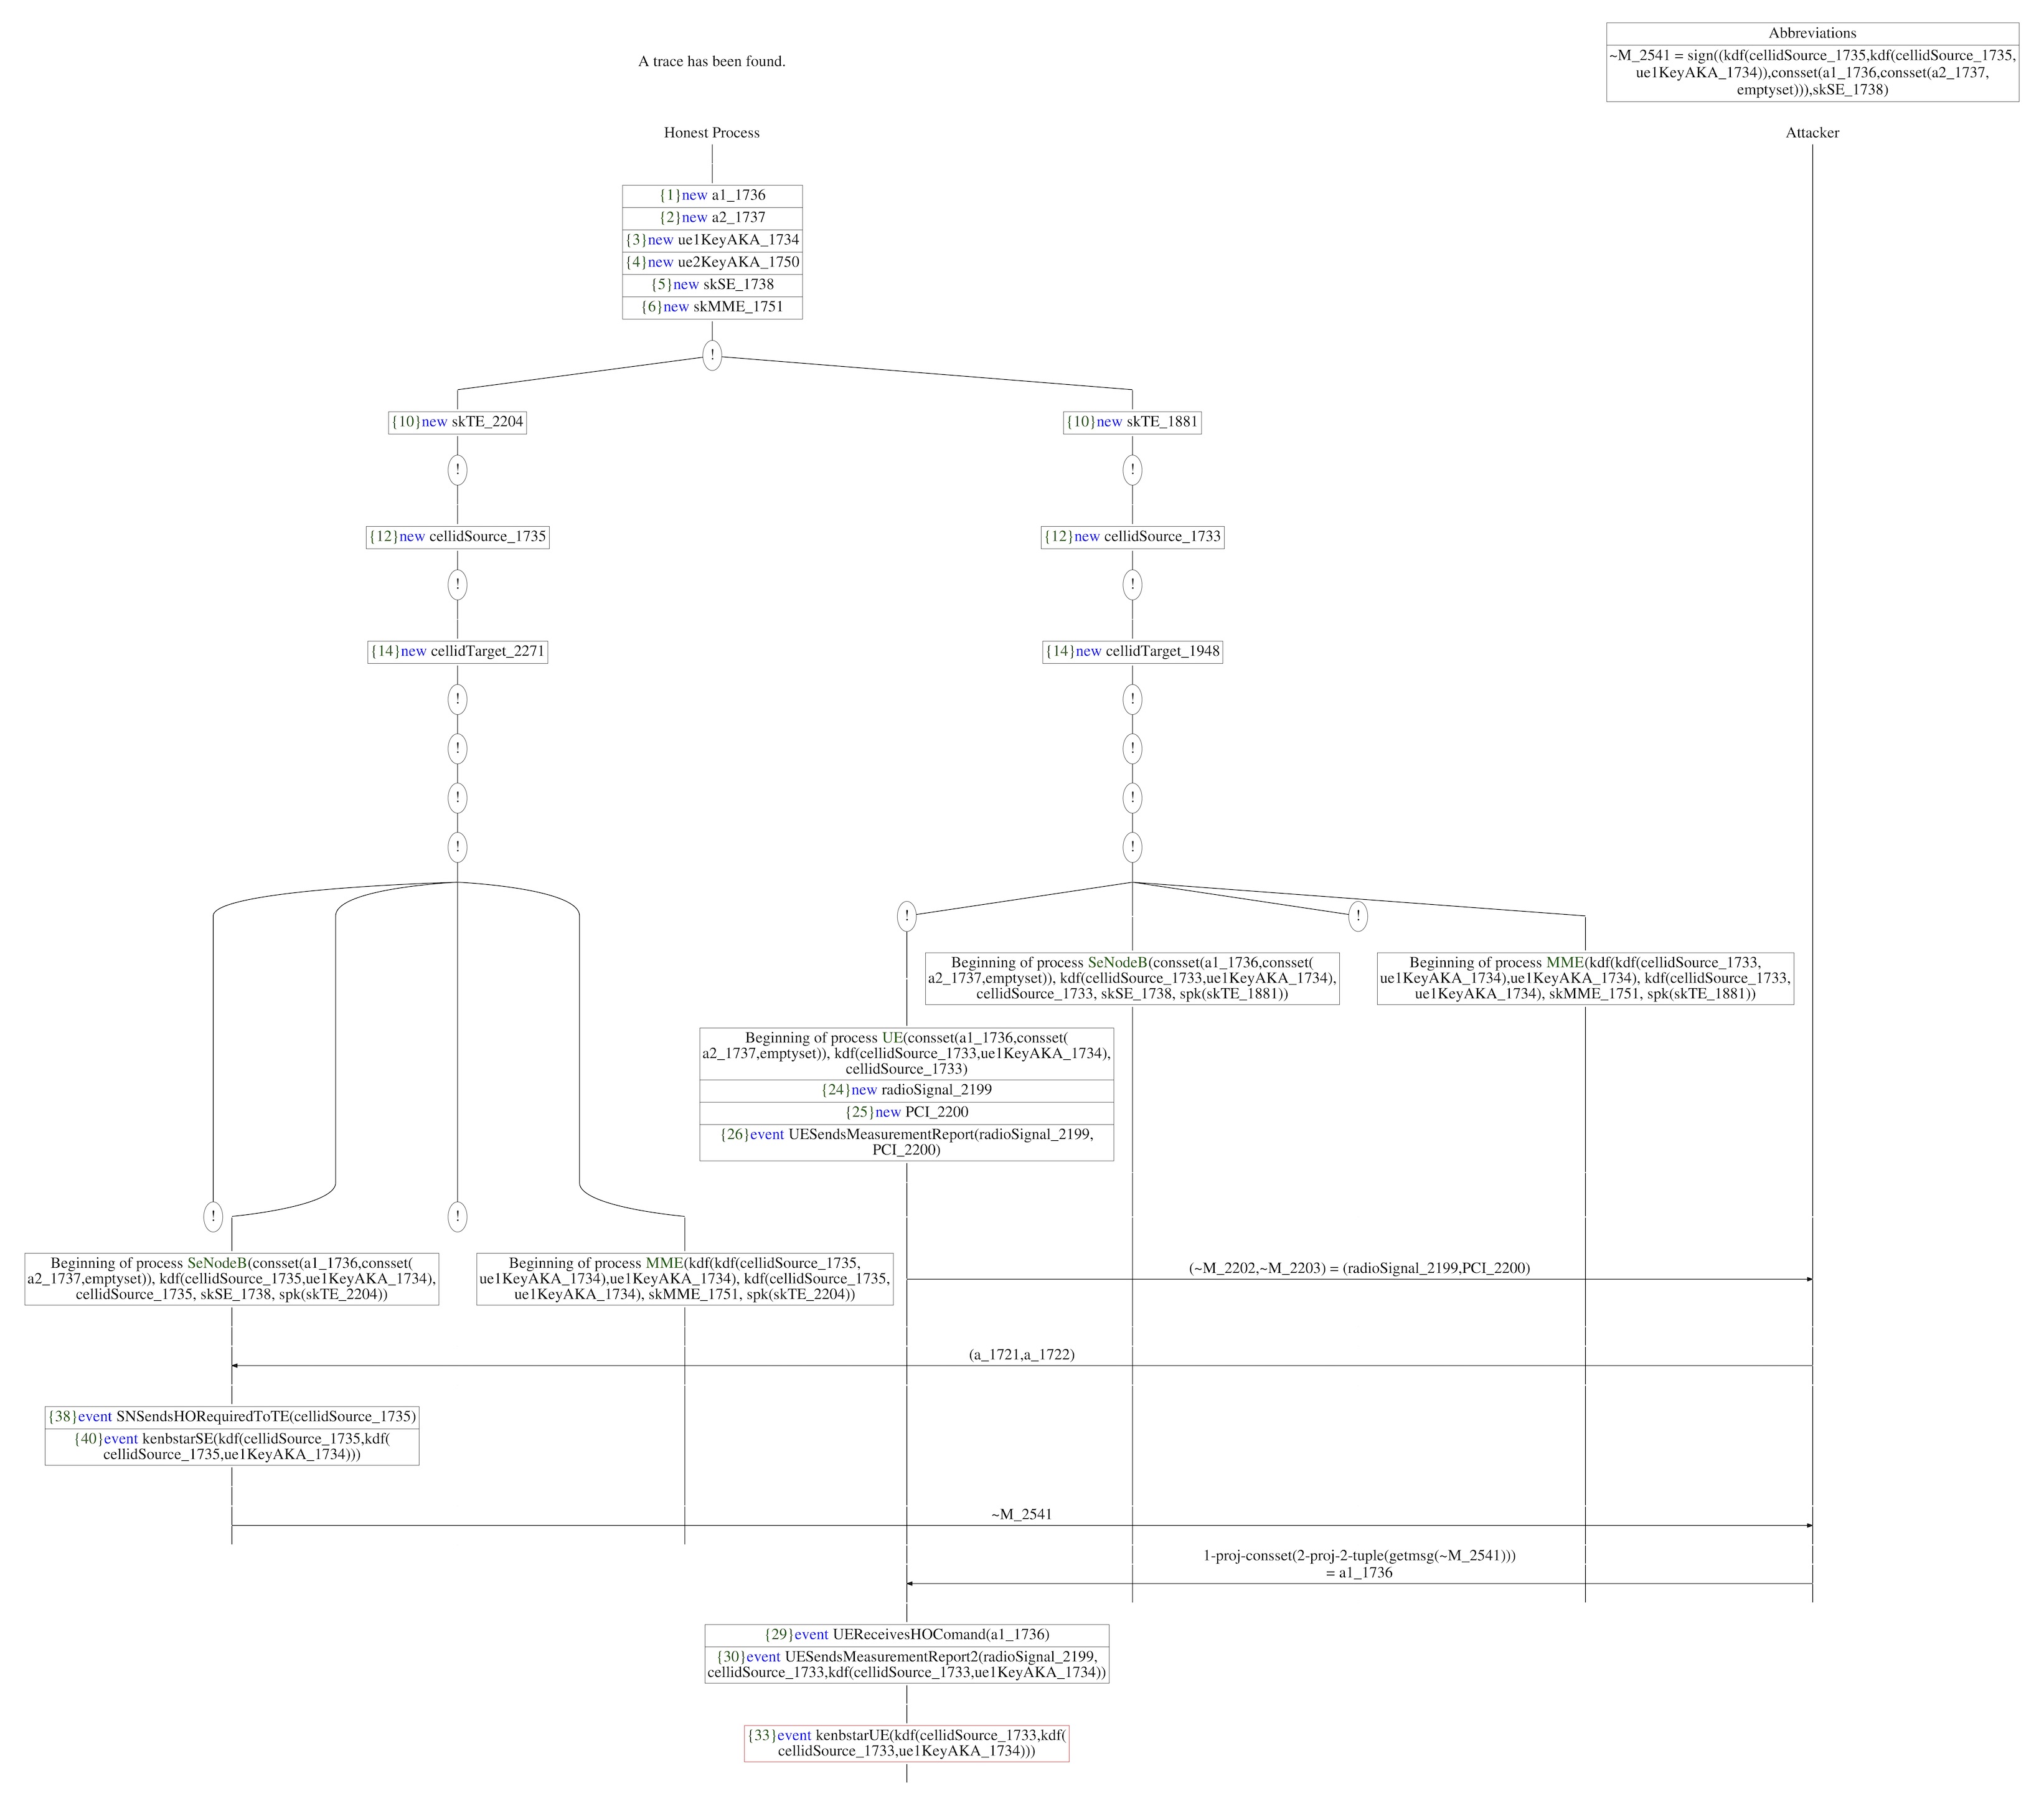 Abbreviations
~M_2541 = sign((kdf(cellidSource_1735,kdf(cellidSource_1735,
ue1KeyAKA_1734)),consset(a1_1736,consset(a2_1737,
emptyset))),skSE_1738)
A trace has been found.
Honest Process
Attacker
{1}new a1_1736
{2}new a2_1737
{3}new ue1KeyAKA_1734
{4}new ue2KeyAKA_1750
{5}new skSE_1738
{6}new skMME_1751
!
{10}new skTE_2204
{10}new skTE_1881
!
!
{12}new cellidSource_1735
{12}new cellidSource_1733
!
!
{14}new cellidTarget_2271
{14}new cellidTarget_1948
!
!
!
!
!
!
!
!
!
!
Beginning of process SeNodeB(consset(a1_1736,consset(
a2_1737,emptyset)), kdf(cellidSource_1733,ue1KeyAKA_1734),
cellidSource_1733, skSE_1738, spk(skTE_1881))
Beginning of process MME(kdf(kdf(cellidSource_1733,
ue1KeyAKA_1734),ue1KeyAKA_1734), kdf(cellidSource_1733,
ue1KeyAKA_1734), skMME_1751, spk(skTE_1881))
Beginning of process UE(consset(a1_1736,consset(
a2_1737,emptyset)), kdf(cellidSource_1733,ue1KeyAKA_1734),
cellidSource_1733)
{24}new radioSignal_2199
{25}new PCI_2200
{26}event UESendsMeasurementReport(radioSignal_2199,
PCI_2200)
!
!
Beginning of process SeNodeB(consset(a1_1736,consset(
a2_1737,emptyset)), kdf(cellidSource_1735,ue1KeyAKA_1734),
cellidSource_1735, skSE_1738, spk(skTE_2204))
Beginning of process MME(kdf(kdf(cellidSource_1735,
ue1KeyAKA_1734),ue1KeyAKA_1734), kdf(cellidSource_1735,
ue1KeyAKA_1734), skMME_1751, spk(skTE_2204))
(~M_2202,~M_2203) = (radioSignal_2199,PCI_2200)
(a_1721,a_1722)
{38}event SNSendsHORequiredToTE(cellidSource_1735)
{40}event kenbstarSE(kdf(cellidSource_1735,kdf(
cellidSource_1735,ue1KeyAKA_1734)))
~M_2541
1-proj-consset(2-proj-2-tuple(getmsg(~M_2541)))
= a1_1736
{29}event UEReceivesHOComand(a1_1736)
{30}event UESendsMeasurementReport2(radioSignal_2199,
cellidSource_1733,kdf(cellidSource_1733,ue1KeyAKA_1734))
{33}event kenbstarUE(kdf(cellidSource_1733,kdf(
cellidSource_1733,ue1KeyAKA_1734)))